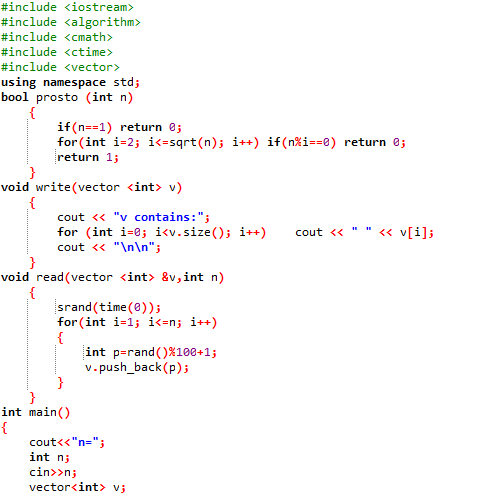 #include <iostream>
#include <algorithm>
#include <cmath>
#include <ctime>
#include <vector>
using namespace std;
bool prosto (int n)
{
if(n==1) return 0;
for(int i=2; i<=sqrt(n); i++) if(n%i==0) return 0;
return 1;
}
void write(vector <int> v)
{
cout << "v contains:";
for (int i=0; i<v.size(); i++)    cout << " " << v[i];
cout << "\n\n";
}
void read(vector <int> &v,int n)
{
srand(time(0));
for(int i=1; i<=n; i++)
{
int p=rand()%100+1;
v.push_back(p);
}
}
int main()
{
cout<<"n=";
int n;
cin>>n;
vector<int> v;